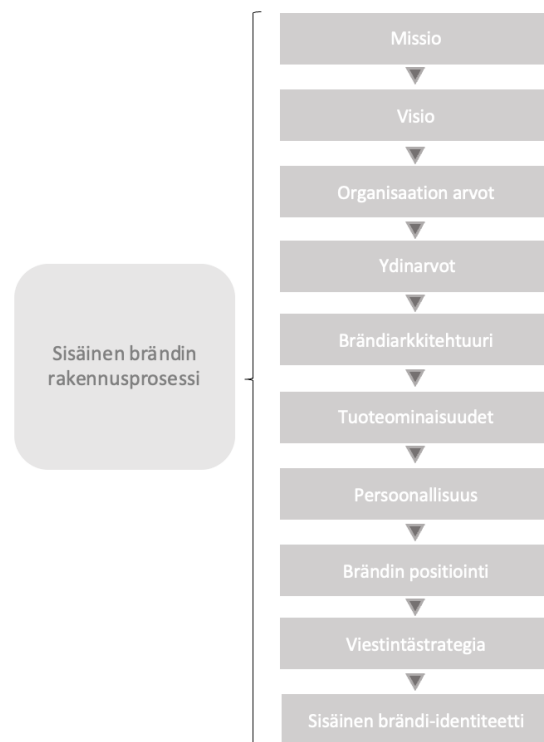 Missio
Visio
Organisaation arvot
Ydinarvot
Brändiarkkitehtuuri
Tuoteominaisuudet
Persoonallisuus
Brändin positiointi
Viestintästrategia
Sisäinen brändi-identiteetti
Sisäinen brändin
rakennusprosessi